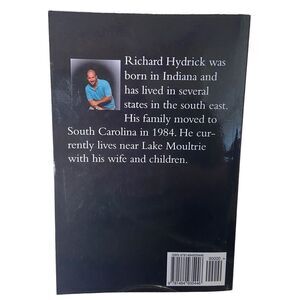 Richard Hydrick was
born in Indiana and
has lived in several
states in the south east.
His family moved to
South Carolina in 1984. He cur-
rently lives near Lake Moultrie
with his wife and children.
90000